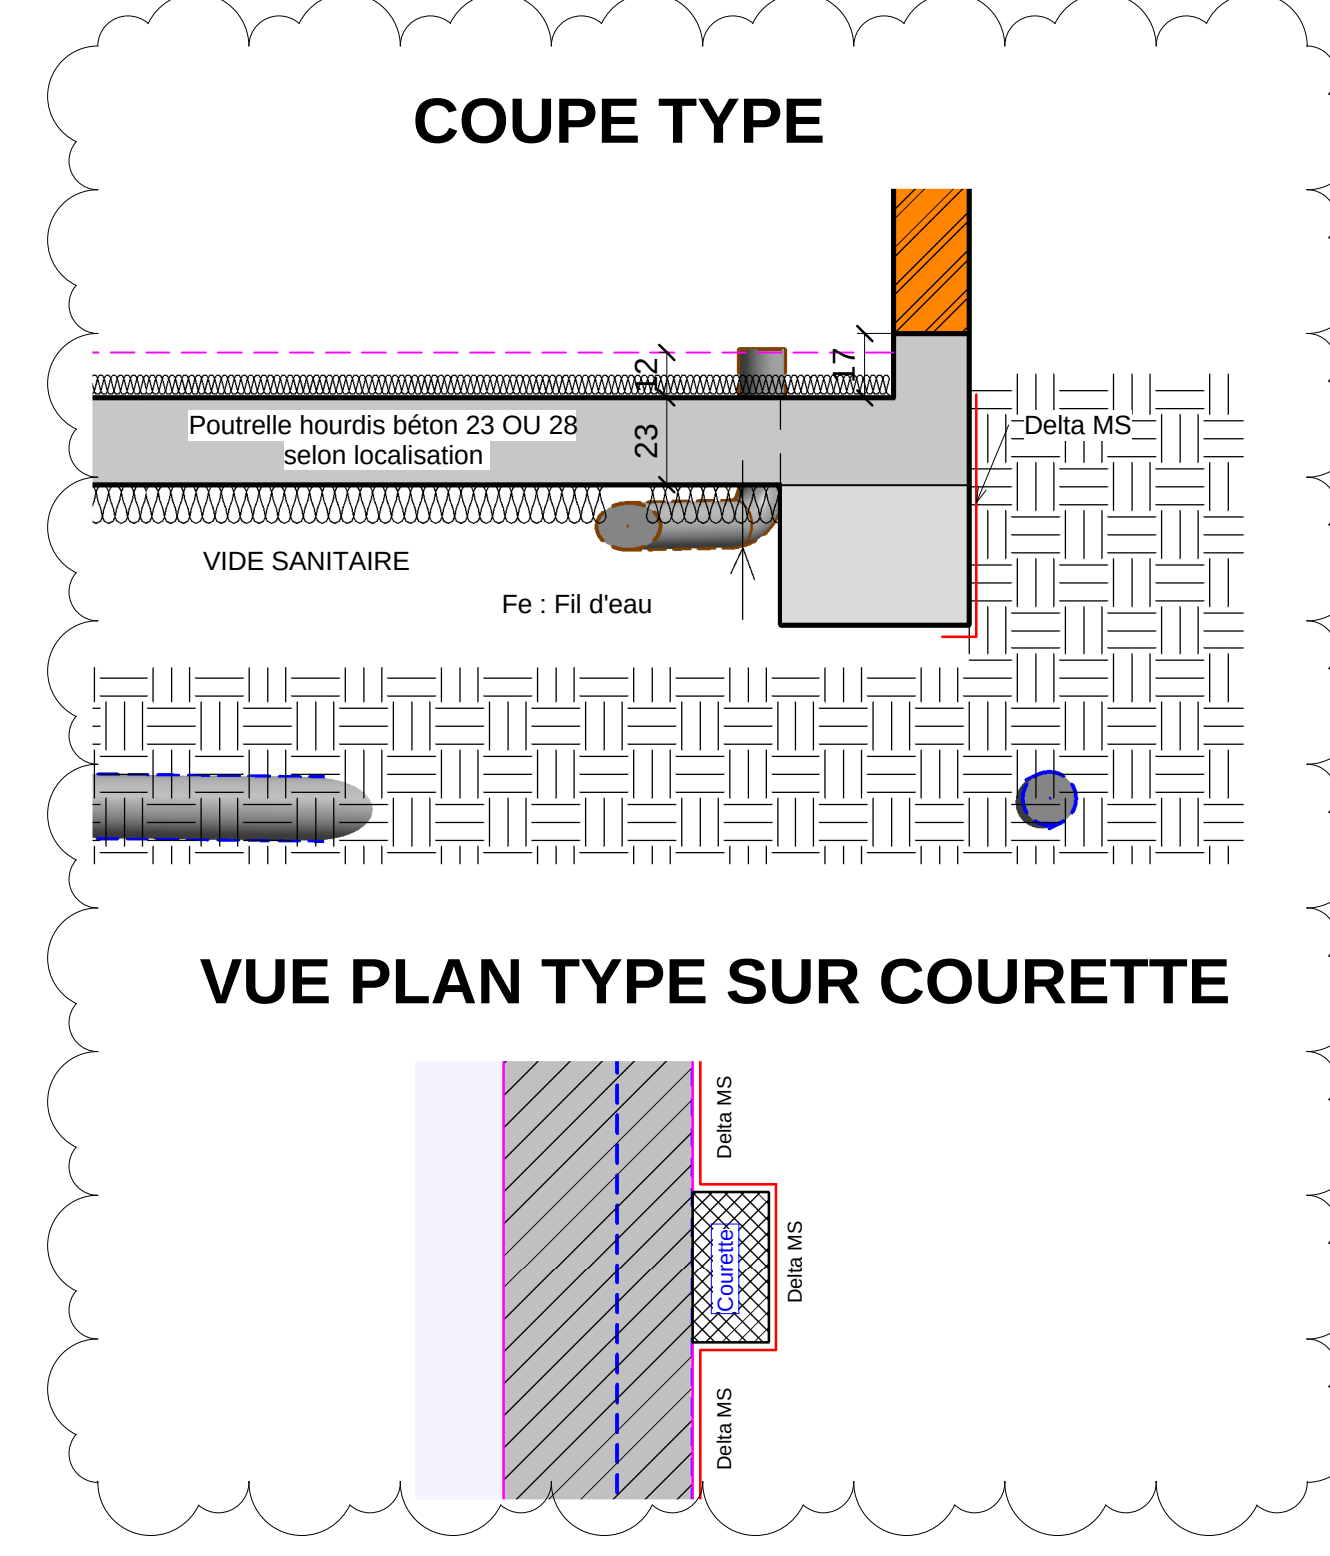 COUPE TYPE
17
12
Poutrelle hourdis béton 23 OU 28
selon localisation
23
Delta MS
VIDE SANITAIRE
Fe : Fil d'eau
VUE PLAN TYPE SUR COURETTE
Delta MS
Courette
Delta MS
Delta MS